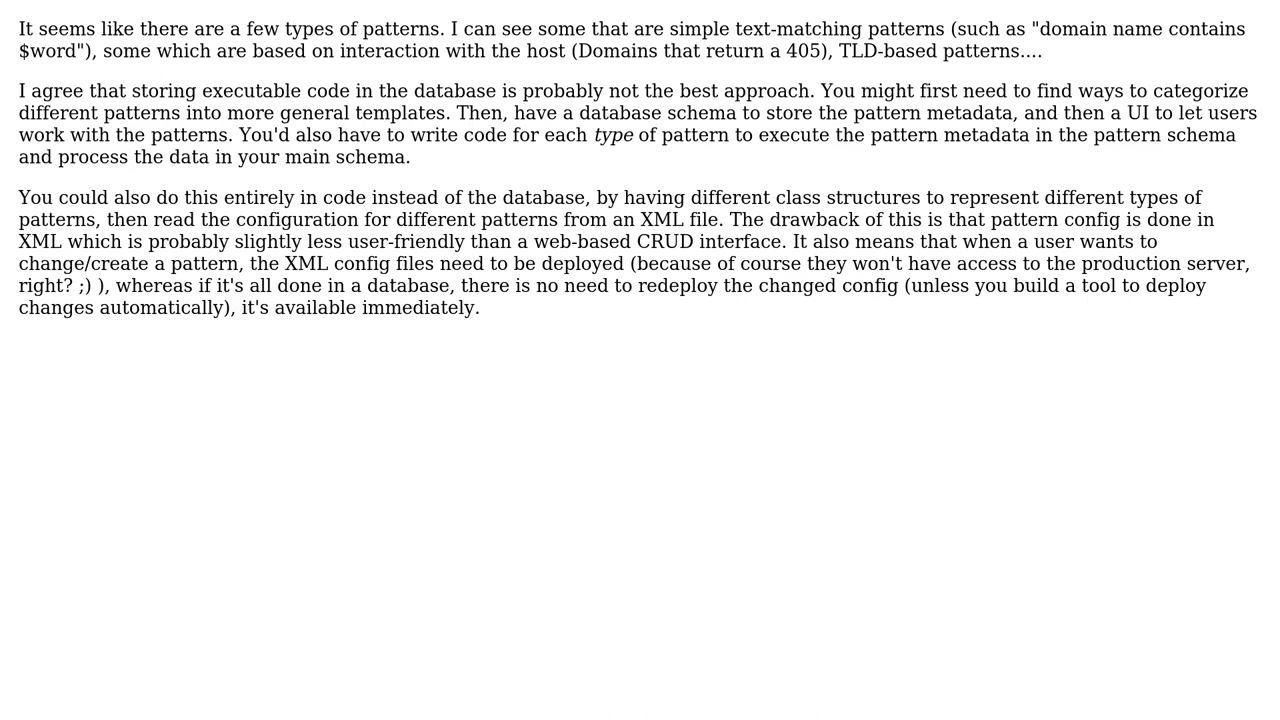 It seems like there are a few types of patterns. I can see some that are simple text-matching patterns (such as "domain name contains
$word"), some which are based on interaction with the host (Domains that return a 405), TLD-based patterns....
I agree that storing executable code in the database is probably not the best approach. You might first need to find ways to categorize
different patterns into more general templates. Then, have a database schema to store the pattern metadata, and then a UI to let users
work with the patterns. You'd also have to write code for each type of pattern to execute the pattern metadata in the pattern schema
and process the data in your main schema.
You could also do this entirely in code instead of the database, by having different class structures to represent different types of
patterns, then read the configuration for different patterns from an XML file. The drawback of this is that pattern config is done in
XML which is probably slightly less user-friendly than a web-based CRUD interface. It also means that when a user wants to
change/create a pattern, the XML config files need to be deployed (because of course they won't have access to the production server,
right? ;) ), whereas if it's all done in a database, there is no need to redeploy the changed config (unless you build a tool to deploy
changes automatically), it's available immediately.